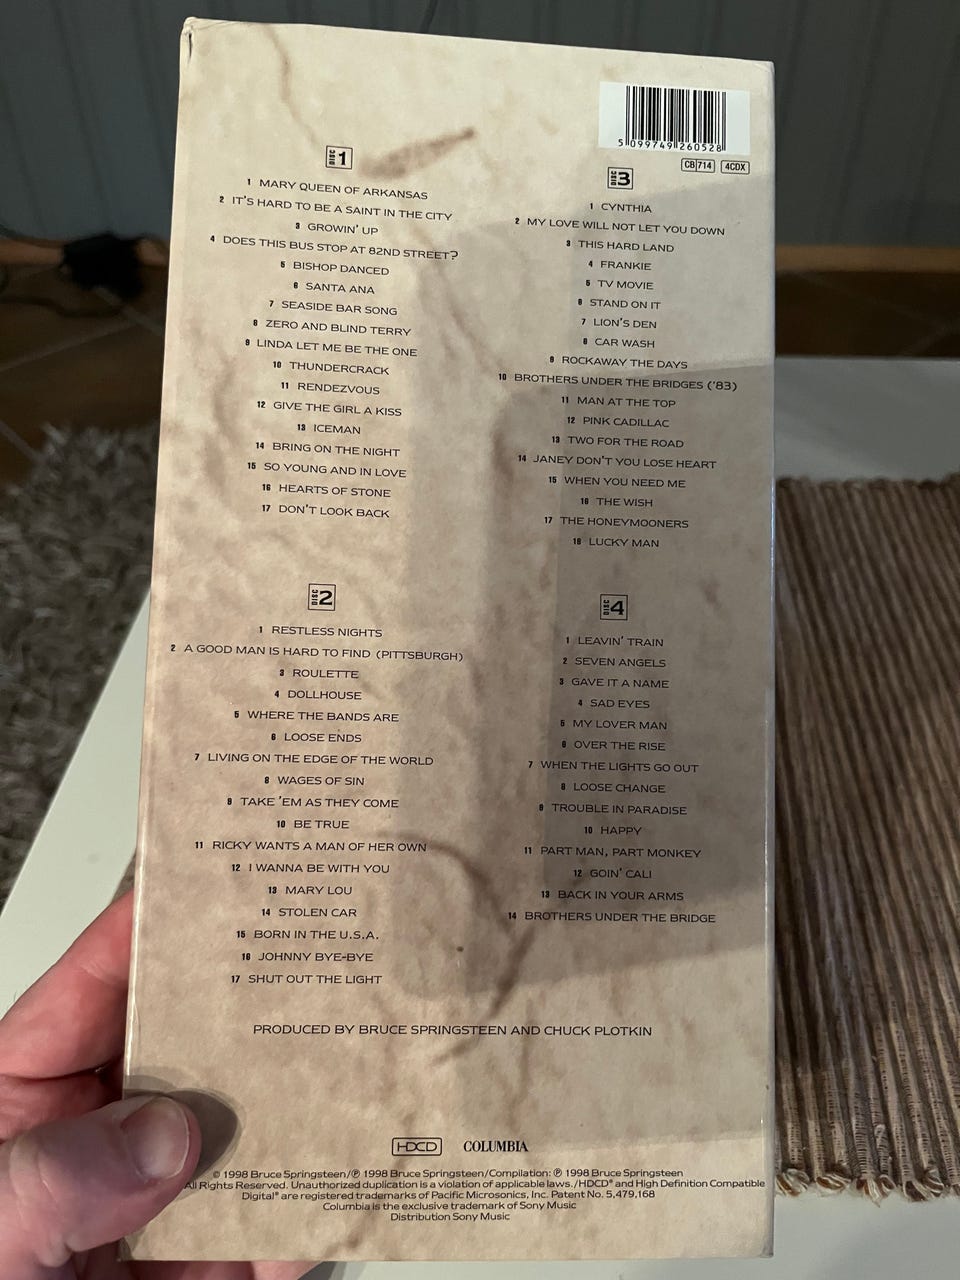 5 099749 260528
CB 714 4CDX
DISC 1
1 MARY QUEEN OF ARKANSAS
2 IT'S HARD TO BE A SAINT IN THE CITY
3 GROWIN' UP
4 DOES THIS BUS STOP AT 82ND STREET?
5 BISHOP DANCED
6 SANTA ANA
7 SEASIDE BAR SONG
8 ZERO AND BLIND TERRY
9 LINDA LET ME BE THE ONE
10 THUNDERCRACK
11 RENDEZVOUS
12 GIVE THE GIRL A KISS
13 ICEMAN
14 BRING ON THE NIGHT
15 SO YOUNG AND IN LOVE
16 HEARTS OF STONE
17 DON'T LOOK BACK
DISC 2
1 RESTLESS NIGHTS
2 A GOOD MAN IS HARD TO FIND (PITTSBURGH)
3 ROULETTE
4 DOLLHOUSE
5 WHERE THE BANDS ARE
6 LOOSE ENDS
7 LIVING ON THE EDGE OF THE WORLD
8 WAGES OF SIN
9 TAKE 'EM AS THEY COME
10 BE TRUE
11 RICKY WANTS A MAN OF HER OWN
12 I WANNA BE WITH YOU
13 MARY LOU
14 STOLEN CAR
15 BORN IN THE U.S.A.
16 JOHNNY BYE-BYE
17 SHUT OUT THE LIGHT
DISC 3
1 CYNTHIA
2 MY LOVE WILL NOT LET YOU DOWN
3 THIS HARD LAND
4 FRANKIE
5 TV MOVIE
6 STAND ON IT
7 LION'S DEN
8 CAR WASH
9 ROCKAWAY THE DAYS
10 BROTHERS UNDER THE BRIDGES ('83)
11 MAN AT THE TOP
12 PINK CADILLAC
13 TWO FOR THE ROAD
14 JANEY DON'T YOU LOSE HEART
15 WHEN YOU NEED ME
16 THE WISH
17 THE HONEYMOONERS
18 LUCKY MAN
DISC 4
1 LEAVIN' TRAIN
2 SEVEN ANGELS
3 GAVE IT A NAME
4 SAD EYES
5 MY LOVER MAN
6 OVER THE RISE
7 WHEN THE LIGHTS GO OUT
8 LOOSE CHANGE
9 TROUBLE IN PARADISE
10 HAPPY
11 PART MAN, PART MONKEY
12 GOIN' CALI
13 BACK IN YOUR ARMS
14 BROTHERS UNDER THE BRIDGE
PRODUCED BY BRUCE SPRINGSTEEN AND CHUCK PLOTKIN
HDCD COLUMBIA
© 1998 Bruce Springsteen/℗ 1998 Bruce Springsteen/Compilation: ℗ 1998 Bruce Springsteen
All Rights Reserved. Unauthorized duplication is a violation of applicable laws./HDCD® and High Definition Compatible
Digital® are registered trademarks of Pacific Microsonics, Inc. Patent No. 5,479,168
Columbia is the exclusive trademark of Sony Music
Distribution Sony Music